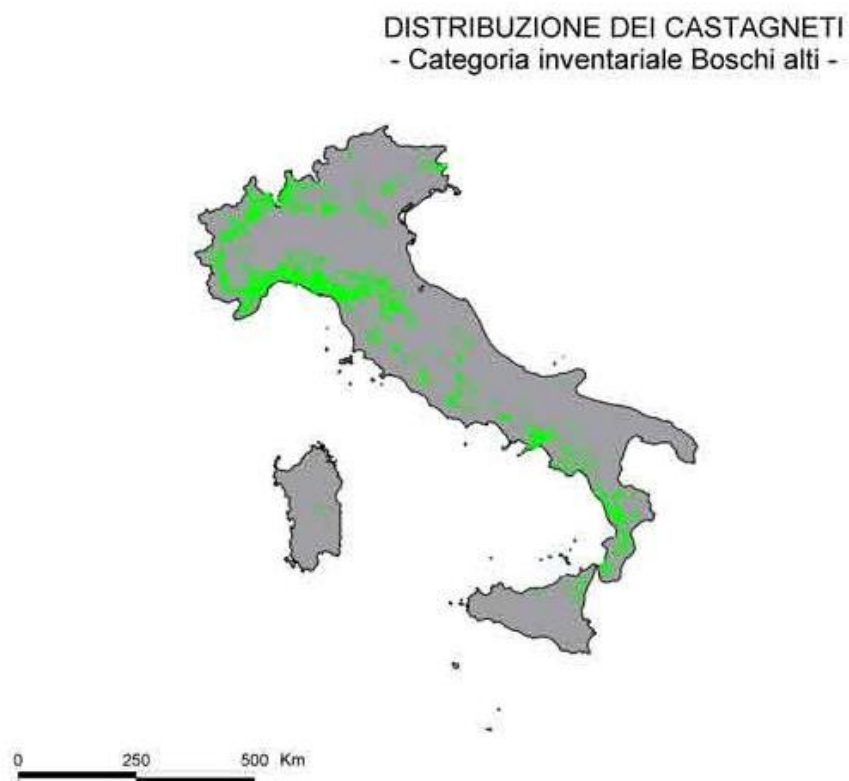 DISTRIBUZIONE DEI CASTAGNETI
- Categoria inventariale Boschi alti -
0 250 500 Km